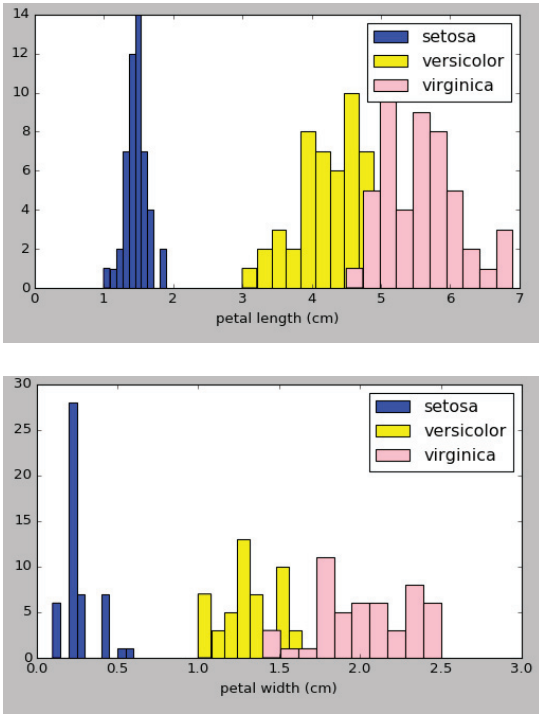 14
setosa
12
versicolor
virginica
10
8
6
4
2
0
0 1 2 3 4 5 6 7
petal length (cm)
30
setosa
25
versicolor
virginica
20
15
10
5
0
0.0 0.5 1.0 1.5 2.0 2.5 3.0
petal width (cm)